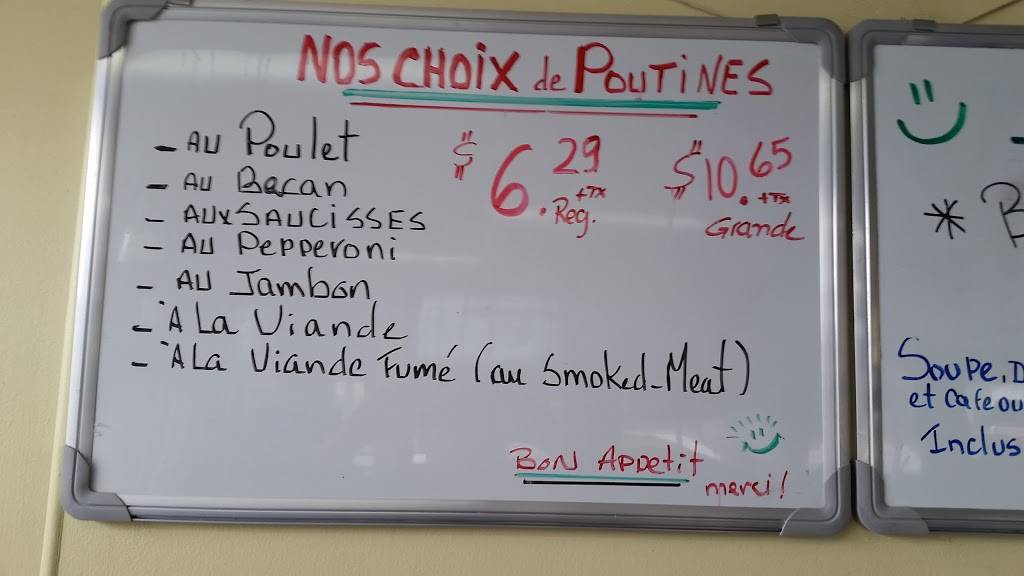 NOS CHOIX de POUTINES
- AU Poulet
- AU Bacan
- AUX SAUCISSES
- AU Pepperoni
- AU Jambon
- À La Viande
- À La Viande Fumé (au Smoked-Meat)
$6.29 +TX
Reg.
$10.65 +TX
Grande
BON APPetit
merci!
*
Soupe, D
et Cafe ou
Inclus